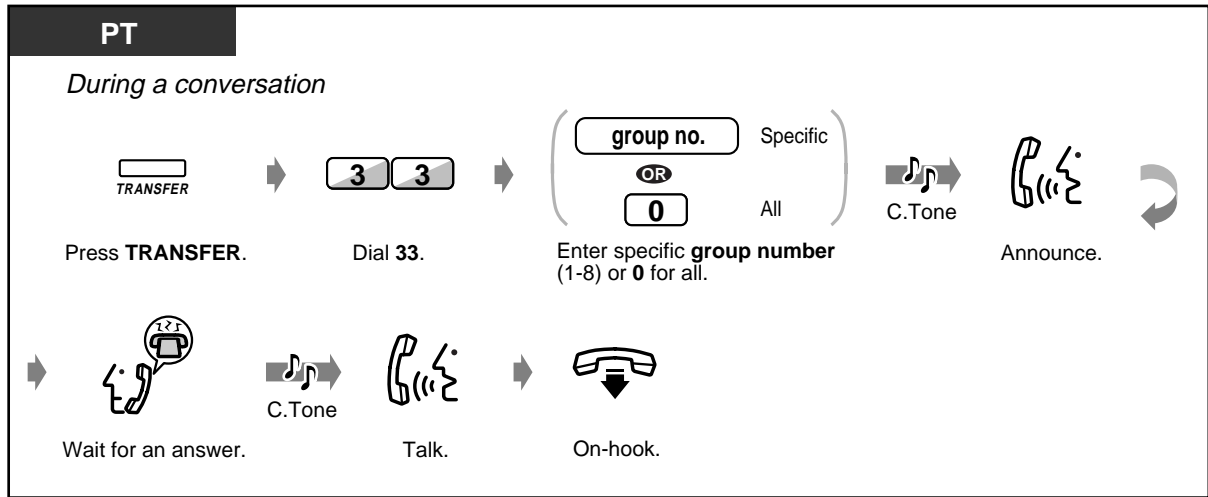 PT
During a conversation
TRANSFER
Press TRANSFER.
3 3
Dial 33.
group no. Specific
OR
0 All
Enter specific group number
(1-8) or 0 for all.
C.Tone
Announce.
Wait for an answer.
C.Tone
Talk.
On-hook.